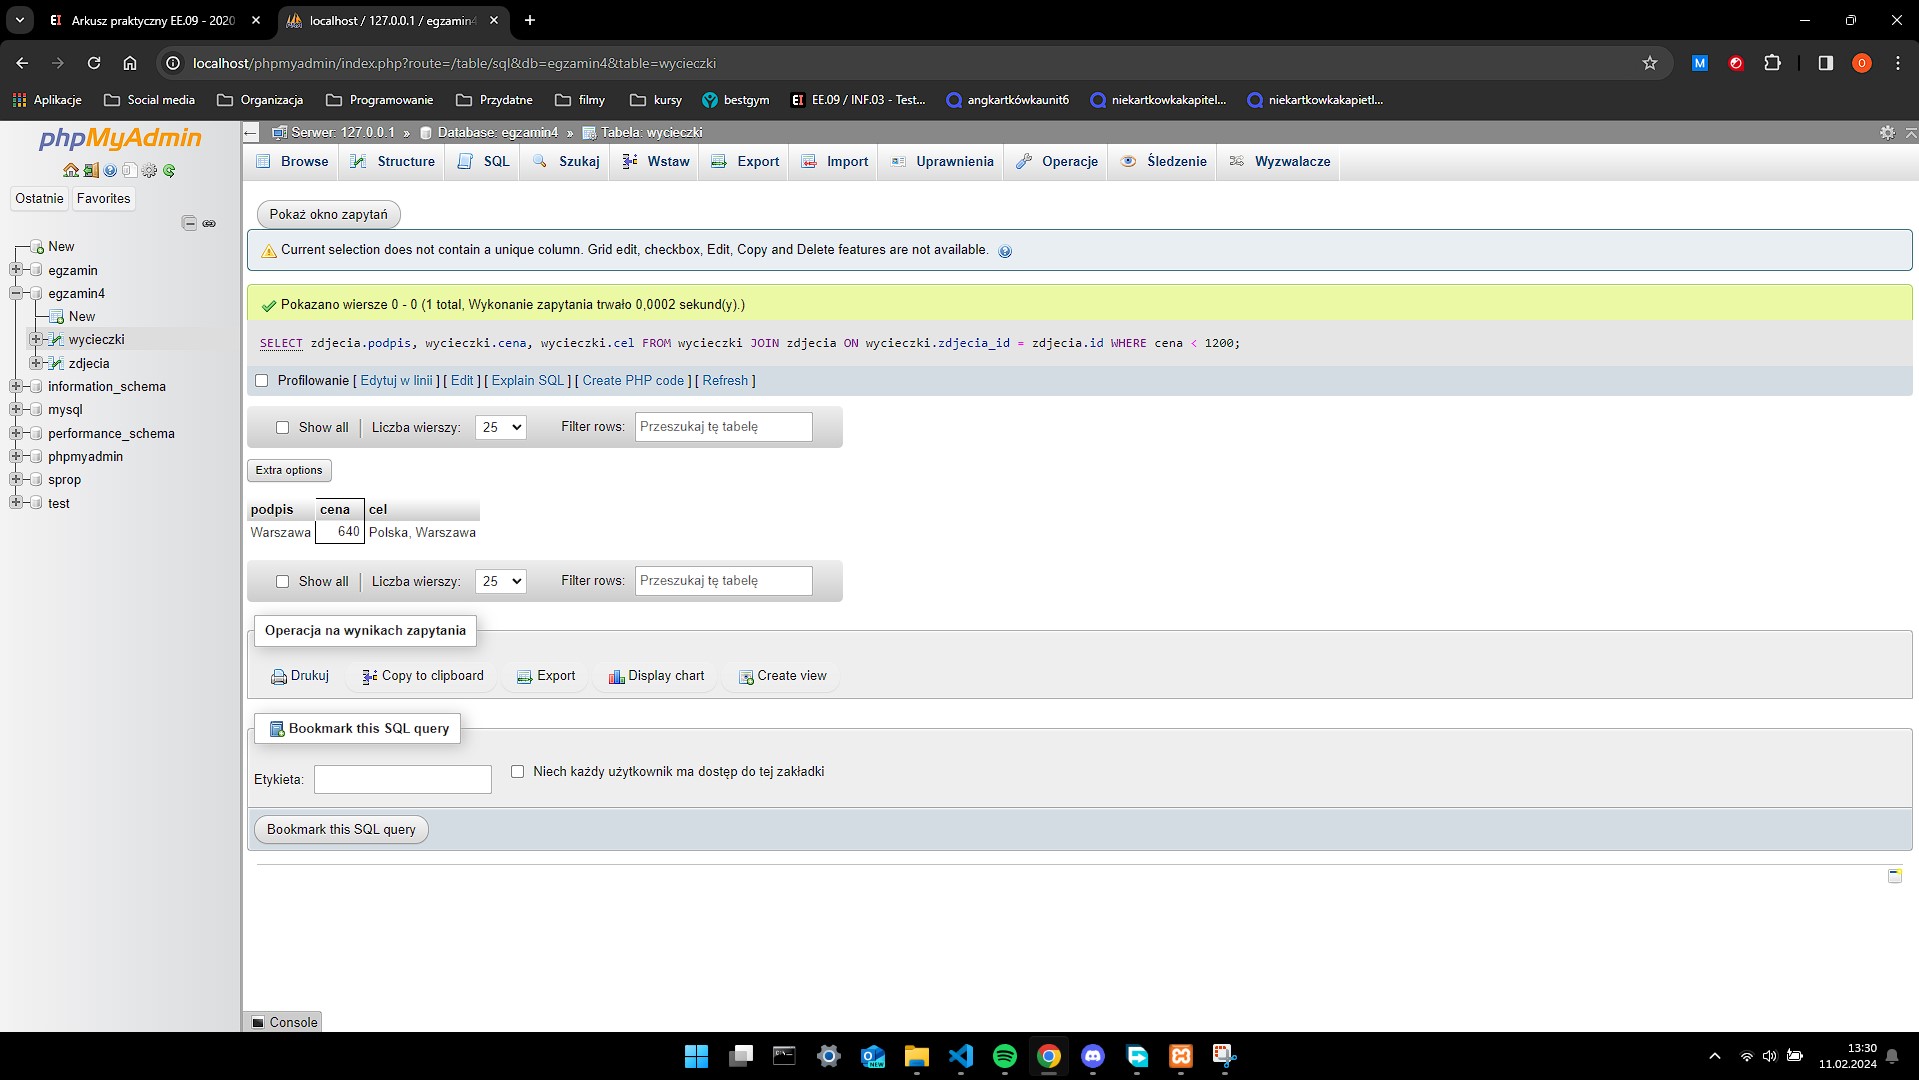 Arkusz praktyczny EE.09 - 2020
localhost / 127.0.0.1 / egzamin4
localhost/phpmyadmin/index.php?route=/table/sql&db=egzamin4&table=wycieczki
Aplikacje
Social media
Organizacja
Programowanie
Przydatne
filmy
kursy
bestgym
EE.09 / INF.03 - Test...
angkartkówkaunit6
niekartkowkakapitel...
niekartkowkakapietl...
phpMyAdmin
Ostatnie
Favorites
New
egzamin
egzamin4
New
wycieczki
zdjecia
information_schema
mysql
performance_schema
phpmyadmin
sprop
test
Serwer: 127.0.0.1 » Database: egzamin4 » Tabela: wycieczki
Browse
Structure
SQL
Szukaj
Wstaw
Export
Import
Uprawnienia
Operacje
Śledzenie
Wyzwalacze
Pokaż okno zapytań
Current selection does not contain a unique column. Grid edit, checkbox, Edit, Copy and Delete features are not available.
Pokazano wiersze 0 - 0 (1 total, Wykonanie zapytania trwało 0,0002 sekund(y).)
SELECT zdjecia.podpis, wycieczki.cena, wycieczki.cel FROM wycieczki JOIN zdjecia ON wycieczki.zdjecia_id = zdjecia.id WHERE cena < 1200;
Profilowanie [ Edytuj w linii ] [ Edit ] [ Explain SQL ] [ Create PHP code ] [ Refresh ]
Show all
Liczba wierszy: 25
Filter rows: Przeszukaj tę tabelę
Extra options
podpis cena cel
Warszawa 640 Polska, Warszawa
Show all
Liczba wierszy: 25
Filter rows: Przeszukaj tę tabelę
Operacja na wynikach zapytania
Drukuj
Copy to clipboard
Export
Display chart
Create view
Bookmark this SQL query
Etykieta:
Niech każdy użytkownik ma dostęp do tej zakładki
Bookmark this SQL query
Console
13:30
11.02.2024